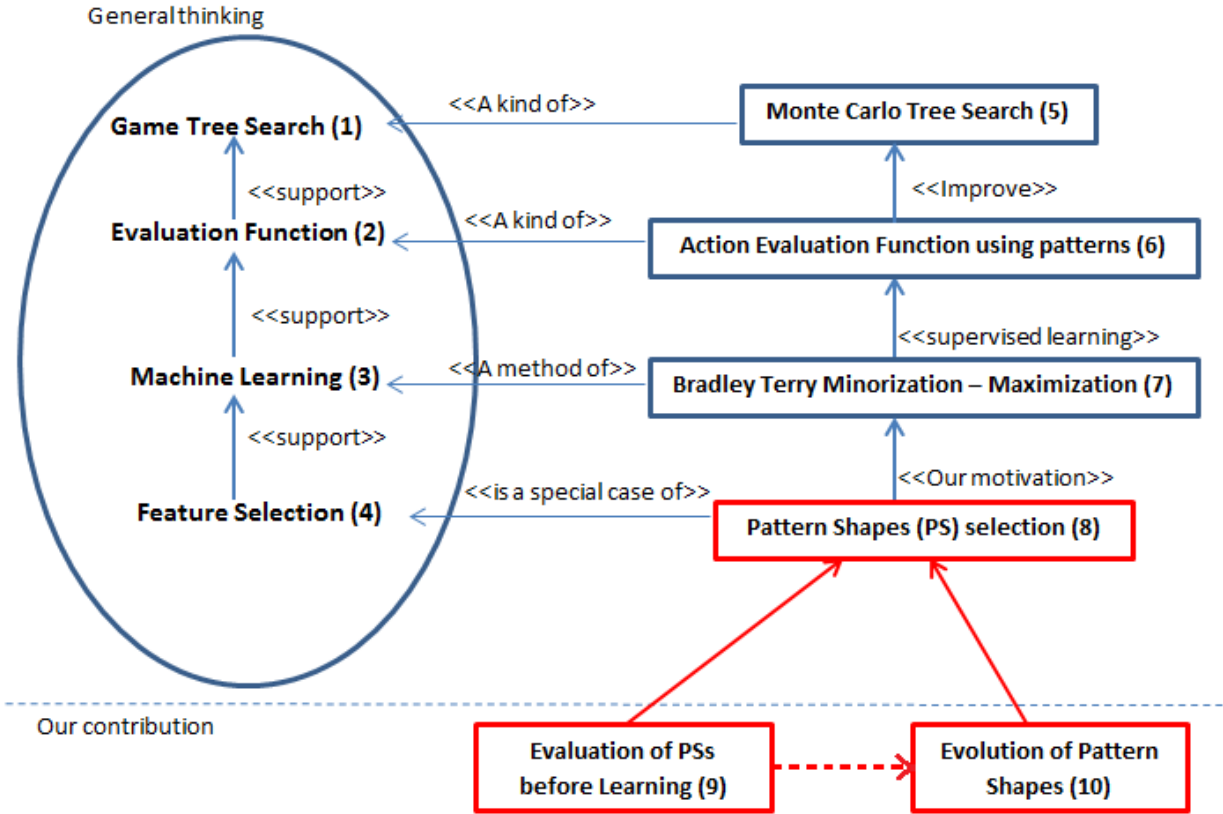 General thinking
<<A kind of>>
Monte Carlo Tree Search (5)
Game Tree Search (1)
<<support>>
<<Improve>>
<<A kind of>>
Evaluation Function (2)
Action Evaluation Function using patterns (6)
<<support>>
<<supervised learning>>
<<A method of>>
Machine Learning (3)
Bradley Terry Minorization – Maximization (7)
<<support>>
<<Our motivation>>
<<is a special case of>>
Feature Selection (4)
Pattern Shapes (PS) selection (8)
Our contribution
Evaluation of PSs
before Learning (9)
Evolution of Pattern
Shapes (10)